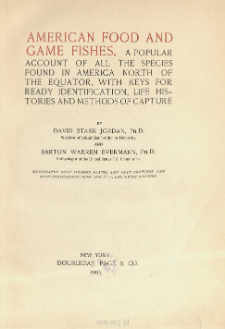 AMERICAN FOOD AND
GAME FISHES. A POPULAR
ACCOUNT OF ALL THE SPECIES
FOUND IN AMERICA NORTH OF
THE EQUATOR, WITH KEYS FOR
READY IDENTIFICATION, LIFE HIS-
TORIES AND METHODS OF CAPTURE
BY
DAVID STARR JORDAN, Ph.D.
AND
BARTON WARREN EVERMANN, Ph.D.
NEW YORK
DOUBLEDAY, PAGE & CO.